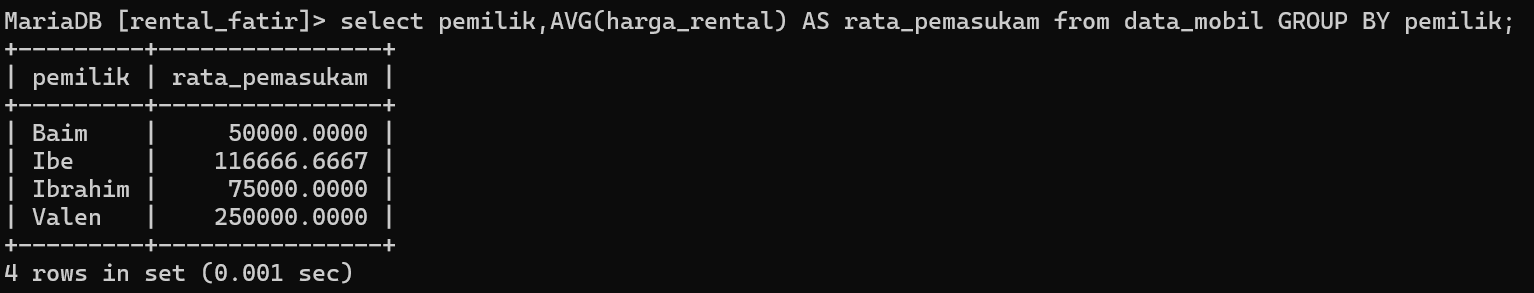 MariaDB [rental_fatir]> select pemilik,AVG(harga_rental) AS rata_pemasukam from data_mobil GROUP BY pemilik;
+---------+----------------+
| pemilik | rata_pemasukam |
+---------+----------------+
| Baim    |     50000.0000 |
| Ibe     |    116666.6667 |
| Ibrahim |     75000.0000 |
| Valen   |    250000.0000 |
+---------+----------------+
4 rows in set (0.001 sec)